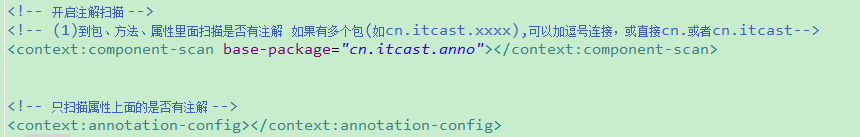 <!-- 开启注解扫描 -->
<!-- (1)到包、方法、属性里面扫描是否有注解 如果有多个包(如cn.itcast.xxxx),可以加逗号连接，或直接cn.或者cn.itcast-->
<context:component-scan base-package="cn.itcast.anno"></context:component-scan>
<!-- 只扫描属性上面的是否有注解 -->
<context:annotation-config></context:annotation-config>